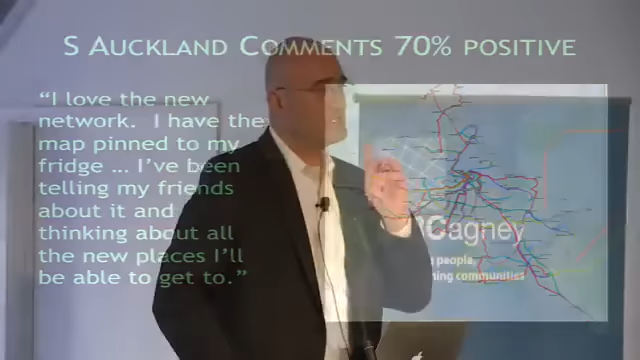 S AUCKLAND COMMENTS 70% POSITIVE
“I love the new
network. I have the
map pinned to my
fridge ... I’ve been
telling my friends
about it and
thinking about all
the new places I’ll
be able to get to.”
Cagney
people,
communities